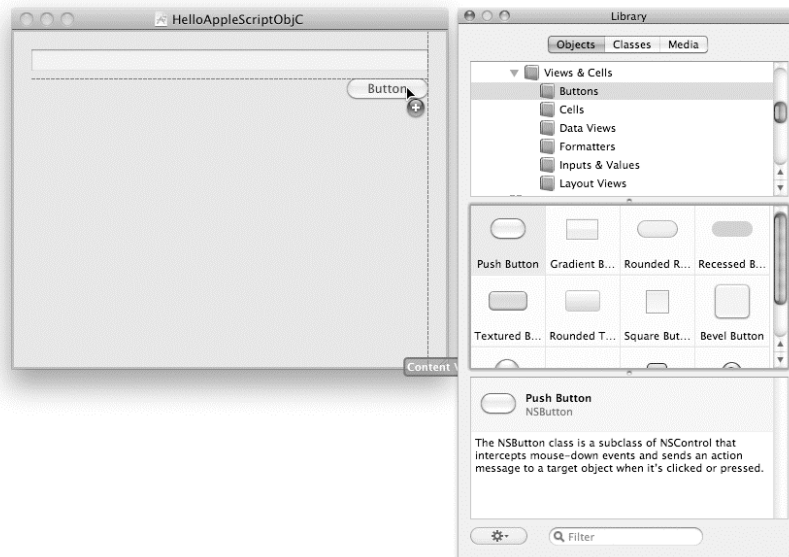 HelloAppleScriptObjC
Button
Content V
Library
Objects Classes Media
Views & Cells
Buttons
Cells
Data Views
Formatters
Inputs & Values
Layout Views
Push Button Gradient B... Rounded R... Recessed B...
Textured B... Rounded T... Square But... Bevel Button
Push Button
NSButton
The NSButton class is a subclass of NSControl that
intercepts mouse-down events and sends an action
message to a target object when it's clicked or pressed.
Filter